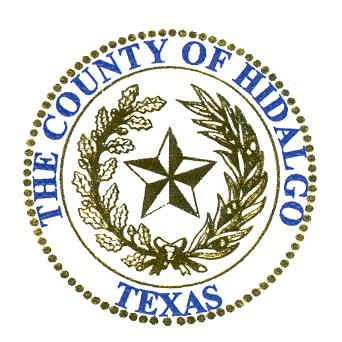 THE COUNTY OF HIDALGO
TEXAS